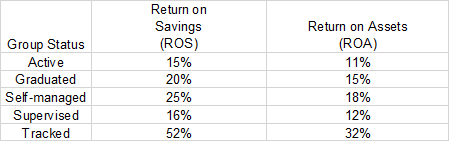 Group Status Return on Savings (ROS) Return on Assets (ROA)
Active 15% 11%
Graduated 20% 15%
Self-managed 25% 18%
Supervised 16% 12%
Tracked 52% 32%